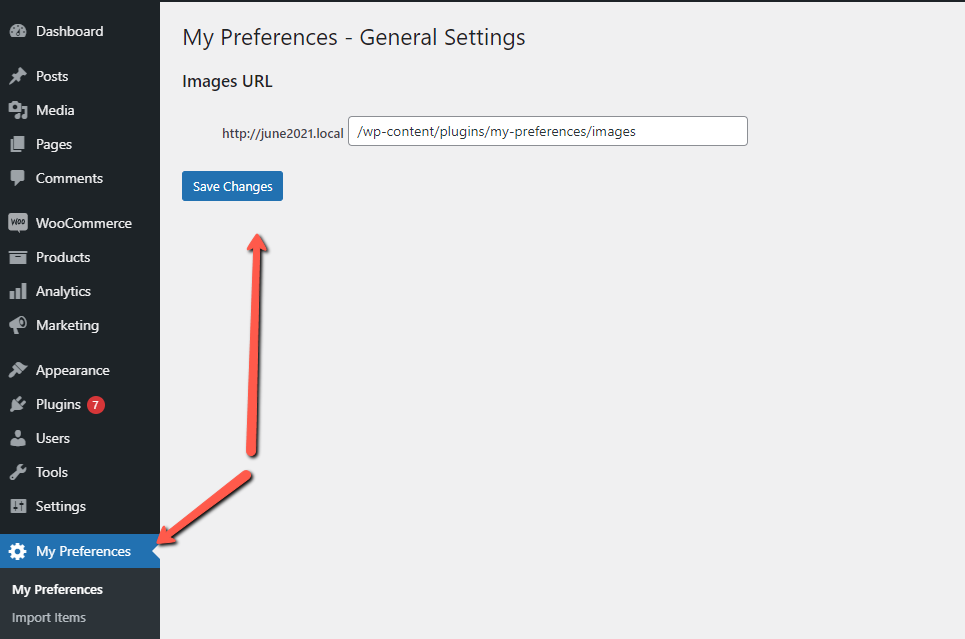 Dashboard
Posts
Media
Pages
Comments
WOO WooCommerce
Products
Analytics
Marketing
Appearance
Plugins 7
Users
Tools
Settings
My Preferences
My Preferences
Import Items
My Preferences - General Settings
Images URL
http://june2021.local /wp-content/plugins/my-preferences/images
Save Changes